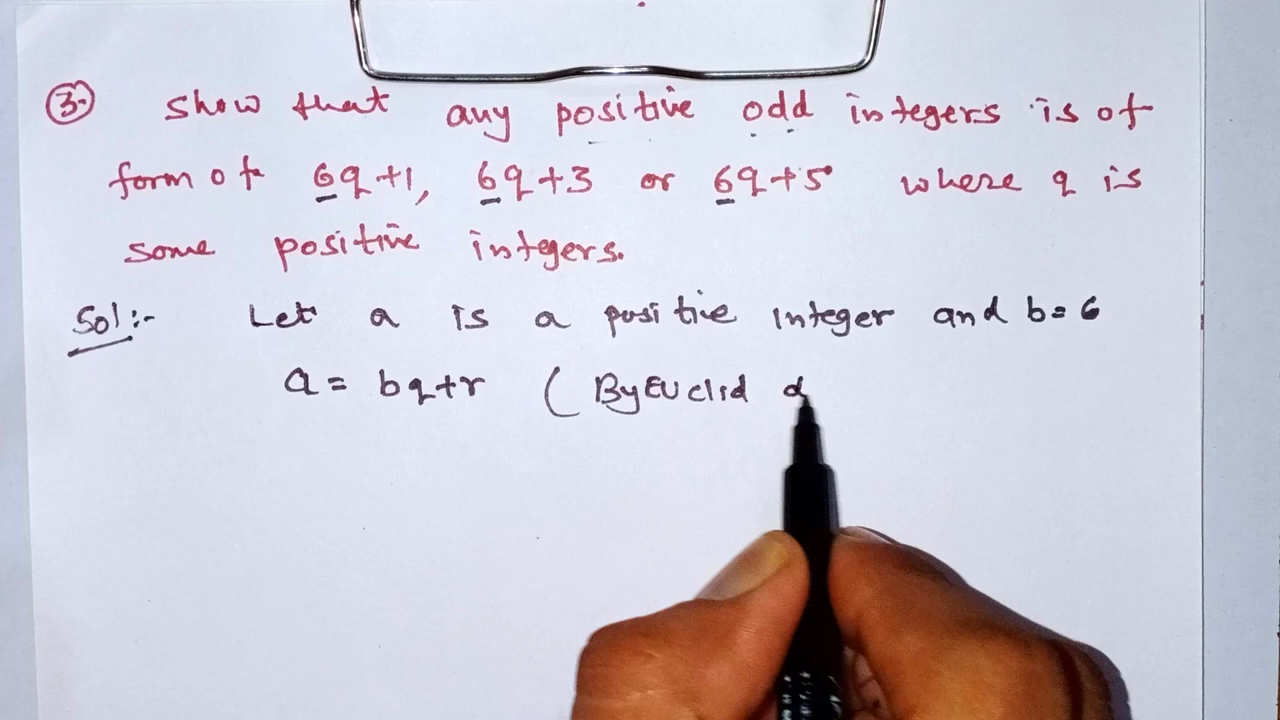 3. Show that any positive odd integers is of
form of 6q+1, 6q+3 or 6q+5 where q is
some positive integers.
Sol:- Let a is a positive integer and b=6
a= bq+r ( By Euclid d